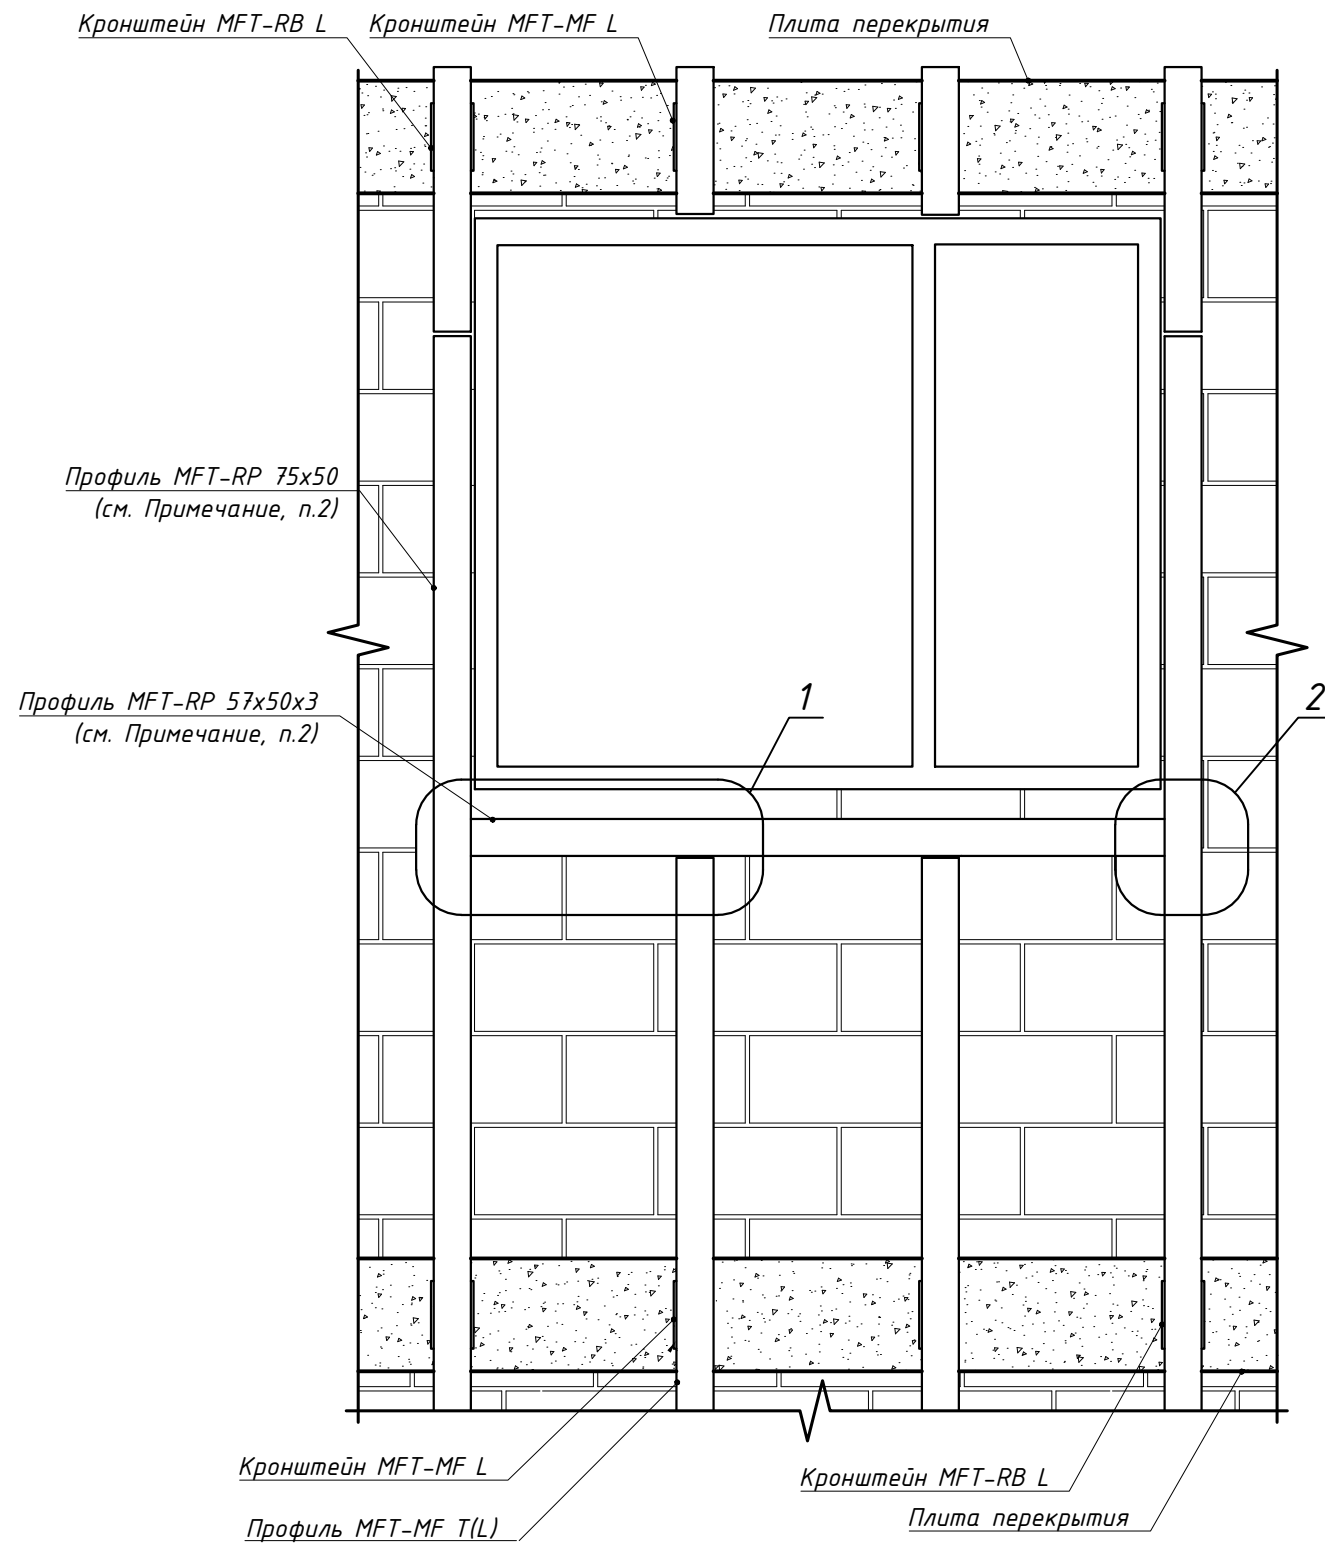 Кронштейн MFT-RB L
Кронштейн MFT-MF L
Плита перекрытия
Профиль MFT-RP 75x50
(см. Примечание, п.2)
Профиль MFT-RP 57x50x3
(см. Примечание, п.2)
1
2
Кронштейн MFT-MF L
Кронштейн MFT-RB L
Плита перекрытия
Профиль MFT-MF T(L)